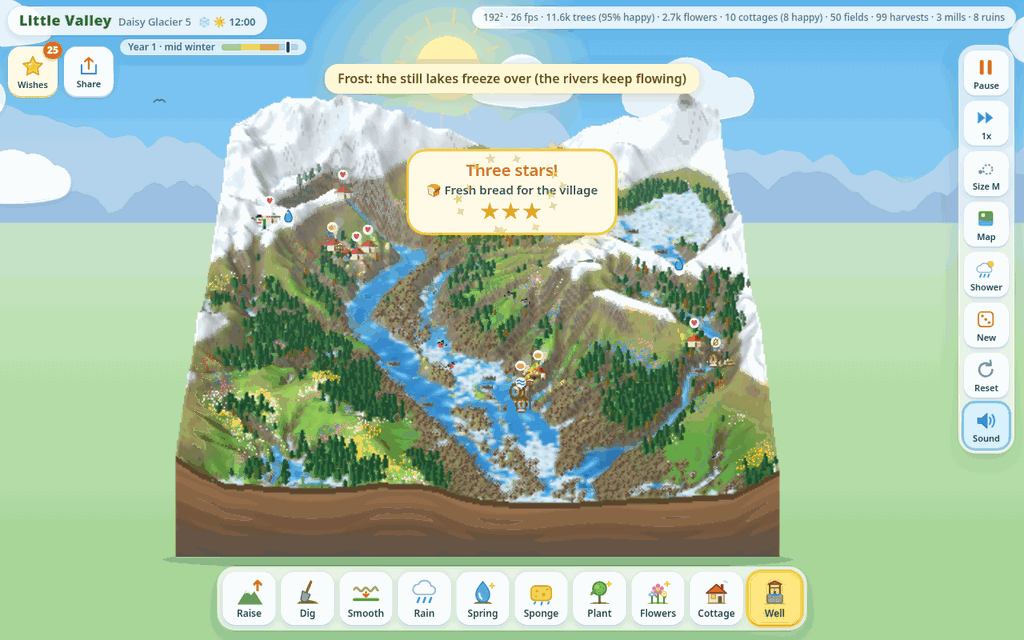 Little Valley Daisy Glacier 5 12:00
192² · 26 fps · 11.6k trees (95% happy) · 2.7k flowers · 10 cottages (8 happy) · 50 fields · 99 harvests · 3 mills · 8 ruins
Year 1 · mid winter
25
Wishes
Share
Frost: the still lakes freeze over (the rivers keep flowing)
Three stars!
Fresh bread for the village
Pause
1x
Size M
Map
Shower
New
Reset
Sound
Raise
Dig
Smooth
Rain
Spring
Sponge
Plant
Flowers
Cottage
Well